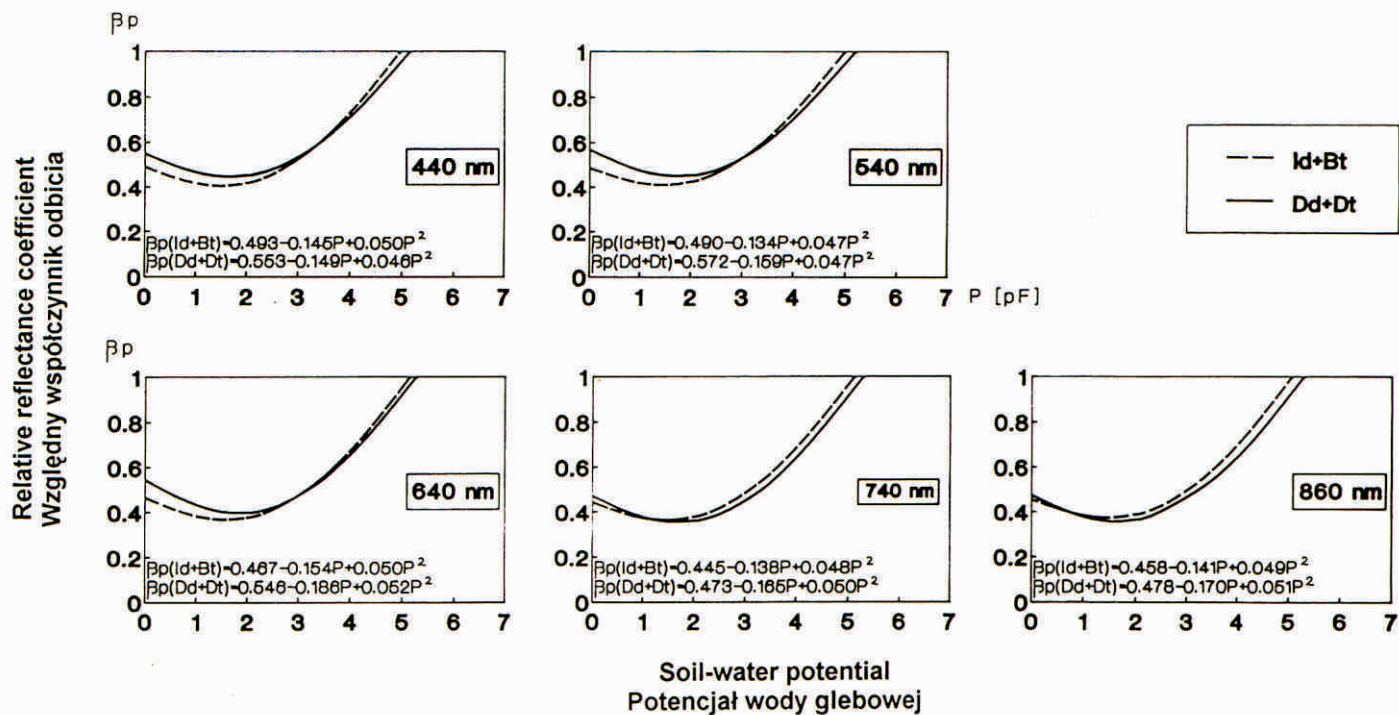 βp
1
0.8
0.6
0.4
0.2
0
440 nm
βp(Id+Bt)=0.493-0.145P+0.050P²
βp(Dd+Dt)=0.553-0.149P+0.046P²
0 1 2 3 4 5 6 7
1
0.8
0.6
0.4
0.2
0
540 nm
βp(Id+Bt)=0.490-0.134P+0.047P²
βp(Dd+Dt)=0.572-0.159P+0.047P²
0 1 2 3 4 5 6 7 P [pF]
Id+Bt
Dd+Dt
Relative reflectance coefficient
Względny współczynnik odbicia
βp
1
0.8
0.6
0.4
0.2
0
640 nm
βp(Id+Bt)=0.467-0.154P+0.050P²
βp(Dd+Dt)=0.546-0.186P+0.052P²
0 1 2 3 4 5 6 7
1
0.8
0.6
0.4
0.2
0
740 nm
βp(Id+Bt)=0.445-0.138P+0.048P²
βp(Dd+Dt)=0.473-0.165P+0.050P²
0 1 2 3 4 5 6 7
1
0.8
0.6
0.4
0.2
0
860 nm
βp(Id+Bt)=0.458-0.141P+0.049P²
βp(Dd+Dt)=0.478-0.170P+0.051P²
0 1 2 3 4 5 6 7
Soil-water potential
Potencjał wody glebowej